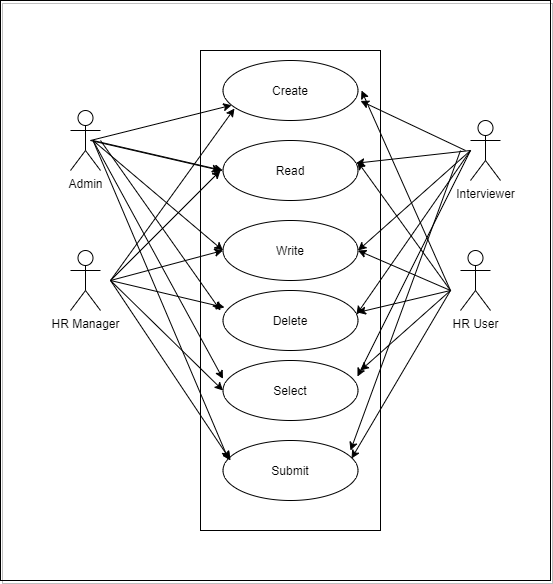 Create
Read
Admin
Interviewer
Write
HR Manager
Delete
HR User
Select
Submit